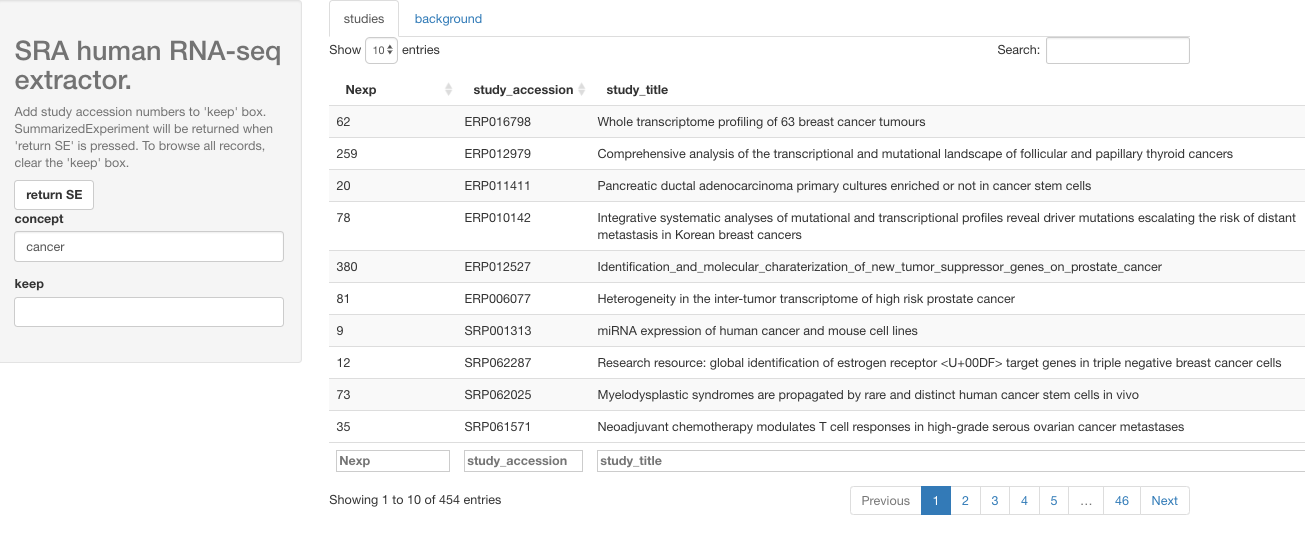 SRA human RNA-seq
extractor.
Add study accession numbers to 'keep' box.
SummarizedExperiment will be returned when
'return SE' is pressed. To browse all records,
clear the 'keep' box.
return SE
concept
cancer
keep
studies background
Show 10 entries Search:
Nexp study_accession study_title
62 ERP016798 Whole transcriptome profiling of 63 breast cancer tumours
259 ERP012979 Comprehensive analysis of the transcriptional and mutational landscape of follicular and papillary thyroid cancers
20 ERP011411 Pancreatic ductal adenocarcinoma primary cultures enriched or not in cancer stem cells
78 ERP010142 Integrative systematic analyses of mutational and transcriptional profiles reveal driver mutations escalating the risk of distant
metastasis in Korean breast cancers
380 ERP012527 Identification_and_molecular_charaterization_of_new_tumor_suppressor_genes_on_prostate_cancer
81 ERP006077 Heterogeneity in the inter-tumor transcriptome of high risk prostate cancer
9 SRP001313 miRNA expression of human cancer and mouse cell lines
12 SRP062287 Research resource: global identification of estrogen receptor <U+00DF> target genes in triple negative breast cancer cells
73 SRP062025 Myelodysplastic syndromes are propagated by rare and distinct human cancer stem cells in vivo
35 SRP061571 Neoadjuvant chemotherapy modulates T cell responses in high-grade serous ovarian cancer metastases
Nexp study_accession study_title
Showing 1 to 10 of 454 entries Previous 1 2 3 4 5 … 46 Next